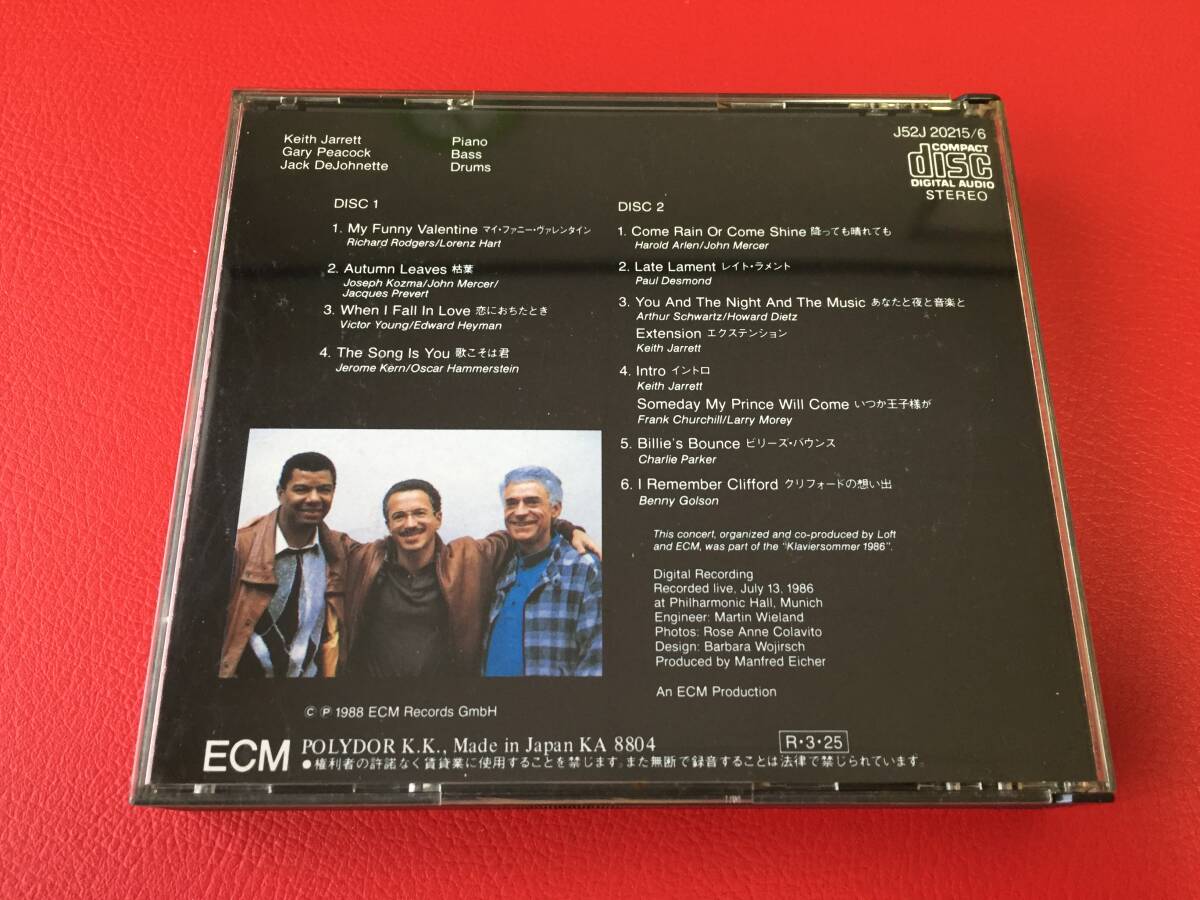 Keith Jarrett Piano
Gary Peacock Bass
Jack DeJohnette Drums
J52J 20215/6
COMPACT
disc
DIGITAL AUDIO
STEREO
DISC 1
1. My Funny Valentine マイ・ファニー・ヴァレンタイン
Richard Rodgers/Lorenz Hart
2. Autumn Leaves 枯葉
Joseph Kozma/John Mercer/
Jacques Prevert
3. When I Fall In Love 恋におちたとき
Victor Young/Edward Heyman
4. The Song Is You 歌こそは君
Jerome Kern/Oscar Hammerstein
DISC 2
1. Come Rain Or Come Shine 降っても晴れても
Harold Arlen/John Mercer
2. Late Lament レイト・ラメント
Paul Desmond
3. You And The Night And The Music あなたと夜と音楽と
Arthur Schwartz/Howard Dietz
Extension エクステンション
Keith Jarrett
4. Intro イントロ
Keith Jarrett
Someday My Prince Will Come いつか王子様が
Frank Churchill/Larry Morey
5. Billie's Bounce ビリーズ・バウンス
Charlie Parker
6. I Remember Clifford クリフォードの想い出
Benny Golson
This concert, organized and co-produced by Loft
and ECM, was part of the "Klaviersommer 1986".
Digital Recording
Recorded live, July 13, 1986
at Philharmonic Hall, Munich
Engineer: Martin Wieland
Photos: Rose Anne Colavito
Design: Barbara Wojirsch
Produced by Manfred Eicher
An ECM Production
© ℗ 1988 ECM Records GmbH
ECM POLYDOR K.K., Made in Japan KA 8804 R・3・25
●権利者の許諾なく賃貸業に使用することを禁じます。また無断で録音することは法律で禁じられています。